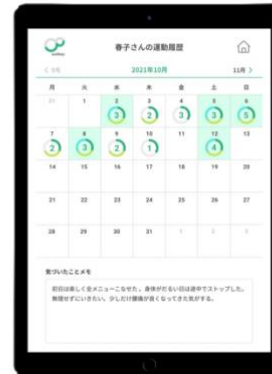 春子さんの運動履歴
< 9月 2021年10月 11月 >
月 火 水 木 金 土 日
31 1 2 3 4 5 6
3 2 3 3 5
7 8 9 10 11 12 13
2 3 2 1 4
14 15 16 17 18 19 20
21 22 23 24 25 26 27
28 29 30 31 1 2 3
気づいたことメモ
初日は楽しく全メニューこなせた。身体がだるい日は途中でストップした。
無理せずにいきたい。少しだけ腰痛が良くなってきた気がする。